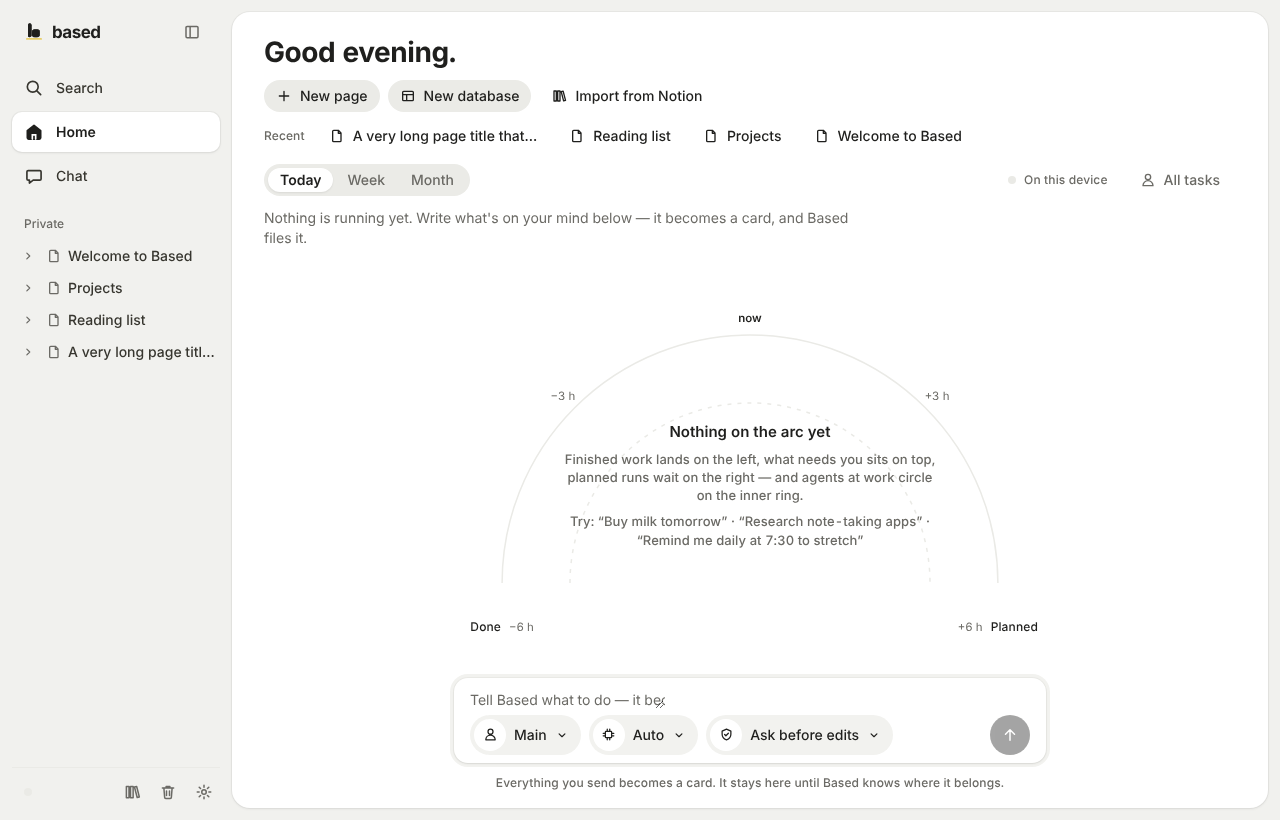 based
Search
Home
Chat
Private
Welcome to Based
Projects
Reading list
A very long page titl...
Good evening.
New page
New database
Import from Notion
Recent
A very long page title that...
Reading list
Projects
Welcome to Based
Today
Week
Month
On this device
All tasks
Nothing is running yet. Write what's on your mind below — it becomes a card, and Based
files it.
now
−3 h
+3 h
Nothing on the arc yet
Finished work lands on the left, what needs you sits on top,
planned runs wait on the right — and agents at work circle
on the inner ring.
Try: “Buy milk tomorrow” · “Research note-taking apps” ·
“Remind me daily at 7:30 to stretch”
Done −6 h
+6 h Planned
Tell Based what to do — it
Main
Auto
Ask before edits
Everything you send becomes a card. It stays here until Based knows where it belongs.